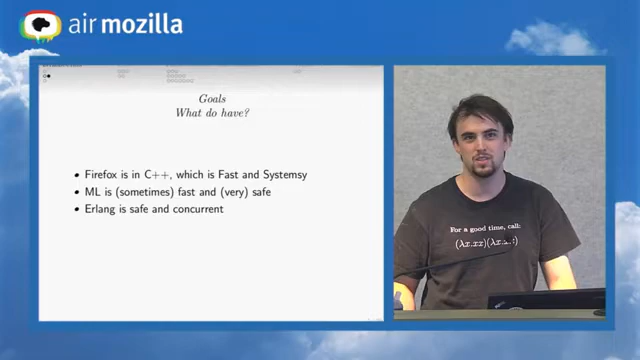 air mozilla
Goals
What do have?
Firefox is in C++, which is Fast and Systemsy
ML is (sometimes) fast and (very) safe
Erlang is safe and concurrent
For a good time, call:
(λx.xx)(λx.xx)